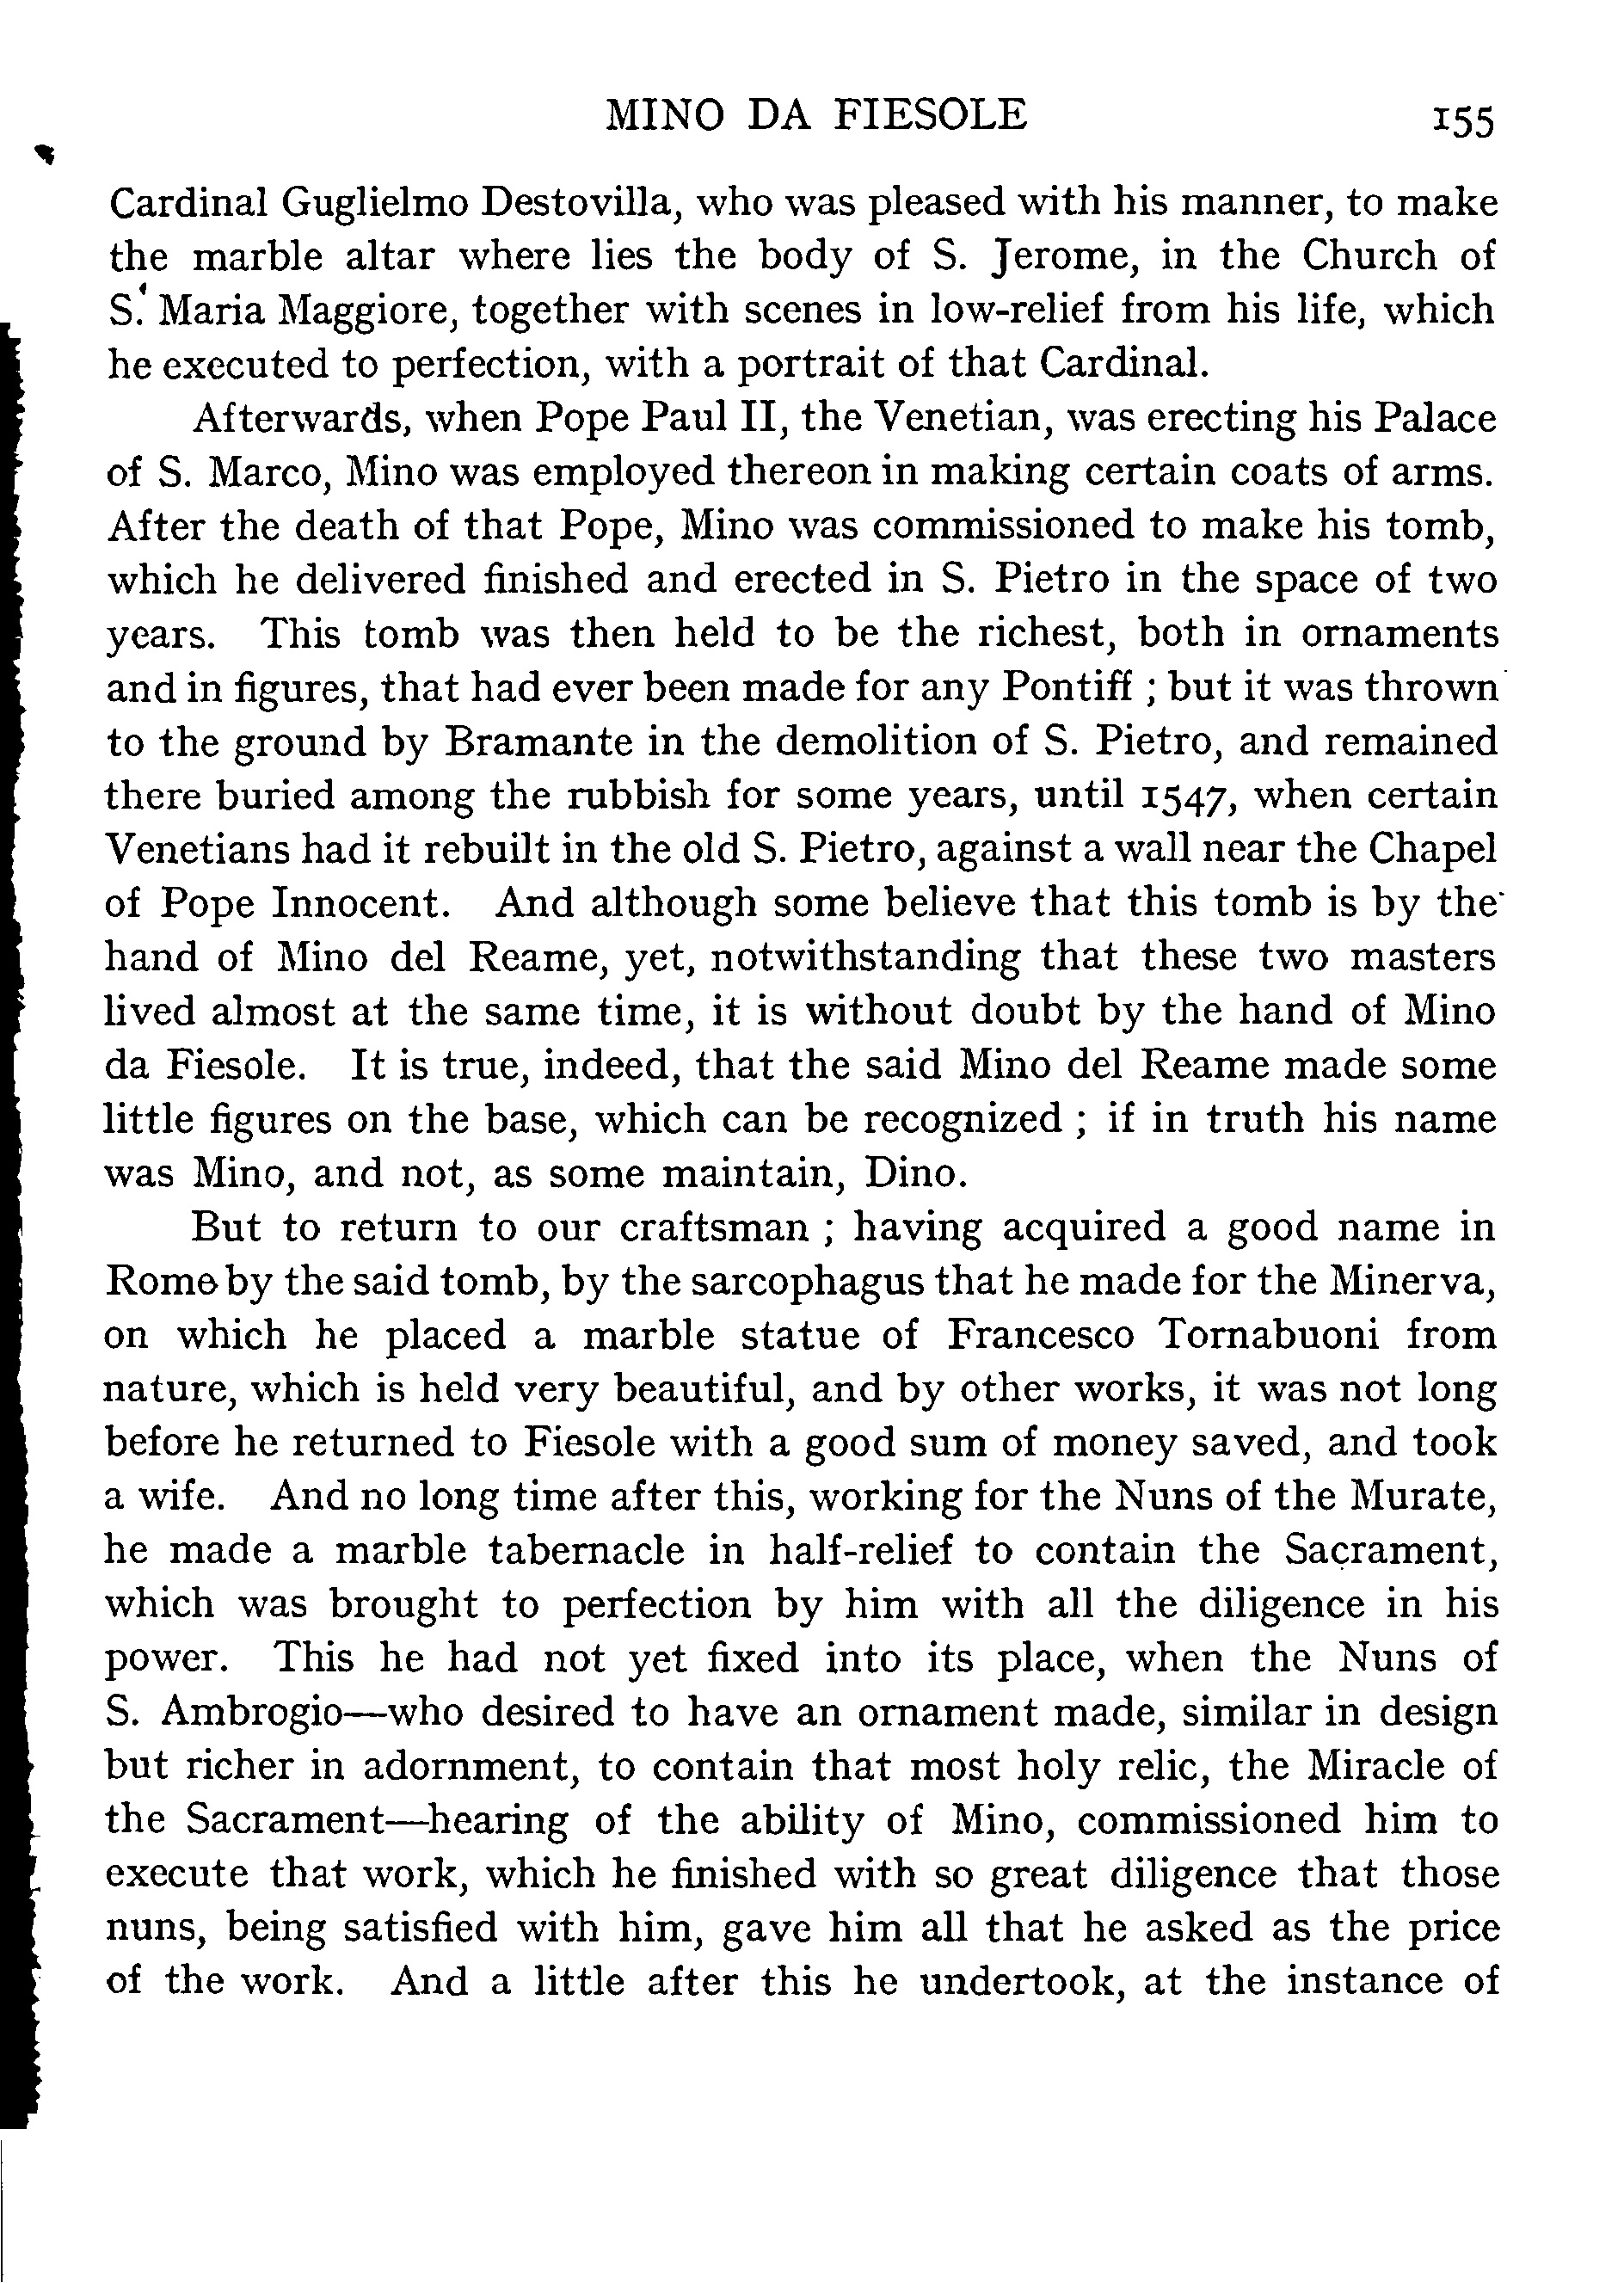 MINO DA FIESOLE 155
Cardinal Guglielmo Destovilla, who was pleased with his manner, to make
the marble altar where lies the body of S. Jerome, in the Church of
S. Maria Maggiore, together with scenes in low-relief from his life, which
he executed to perfection, with a portrait of that Cardinal.
Afterwards, when Pope Paul II, the Venetian, was erecting his Palace
of S. Marco, Mino was employed thereon in making certain coats of arms.
After the death of that Pope, Mino was commissioned to make his tomb,
which he delivered finished and erected in S. Pietro in the space of two
years. This tomb was then held to be the richest, both in ornaments
and in figures, that had ever been made for any Pontiff ; but it was thrown
to the ground by Bramante in the demolition of S. Pietro, and remained
there buried among the rubbish for some years, until 1547, when certain
Venetians had it rebuilt in the old S. Pietro, against a wall near the Chapel
of Pope Innocent. And although some believe that this tomb is by the
hand of Mino del Reame, yet, notwithstanding that these two masters
lived almost at the same time, it is without doubt by the hand of Mino
da Fiesole. It is true, indeed, that the said Mino del Reame made some
little figures on the base, which can be recognized ; if in truth his name
was Mino, and not, as some maintain, Dino.
But to return to our craftsman ; having acquired a good name in
Rome by the said tomb, by the sarcophagus that he made for the Minerva,
on which he placed a marble statue of Francesco Tornabuoni from
nature, which is held very beautiful, and by other works, it was not long
before he returned to Fiesole with a good sum of money saved, and took
a wife. And no long time after this, working for the Nuns of the Murate,
he made a marble tabernacle in half-relief to contain the Sacrament,
which was brought to perfection by him with all the diligence in his
power. This he had not yet fixed into its place, when the Nuns of
S. Ambrogio—who desired to have an ornament made, similar in design
but richer in adornment, to contain that most holy relic, the Miracle of
the Sacrament—hearing of the ability of Mino, commissioned him to
execute that work, which he finished with so great diligence that those
nuns, being satisfied with him, gave him all that he asked as the price
of the work. And a little after this he undertook, at the instance of